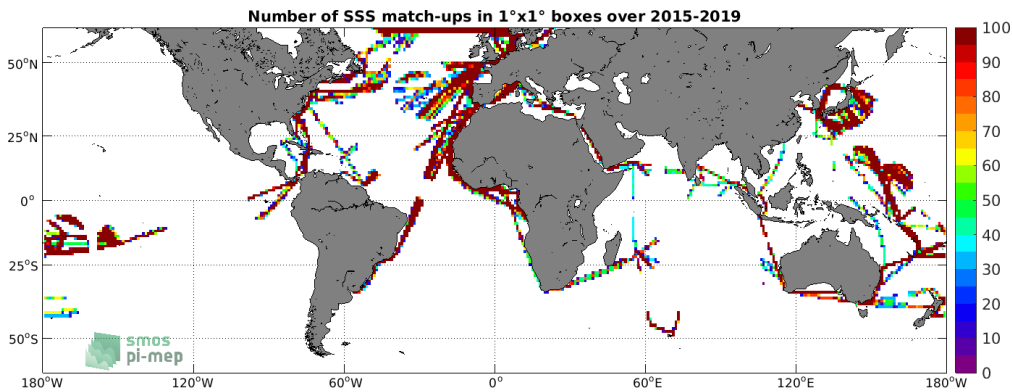 Number of SSS match-ups in 1°x1° boxes over 2015-2019
100
90
80
70
60
50
40
30
20
10
0
50°N
25°N
0°
25°S
50°S
180°W
120°W
60°W
0°
60°E
120°E
180°W
smos
pi-mep